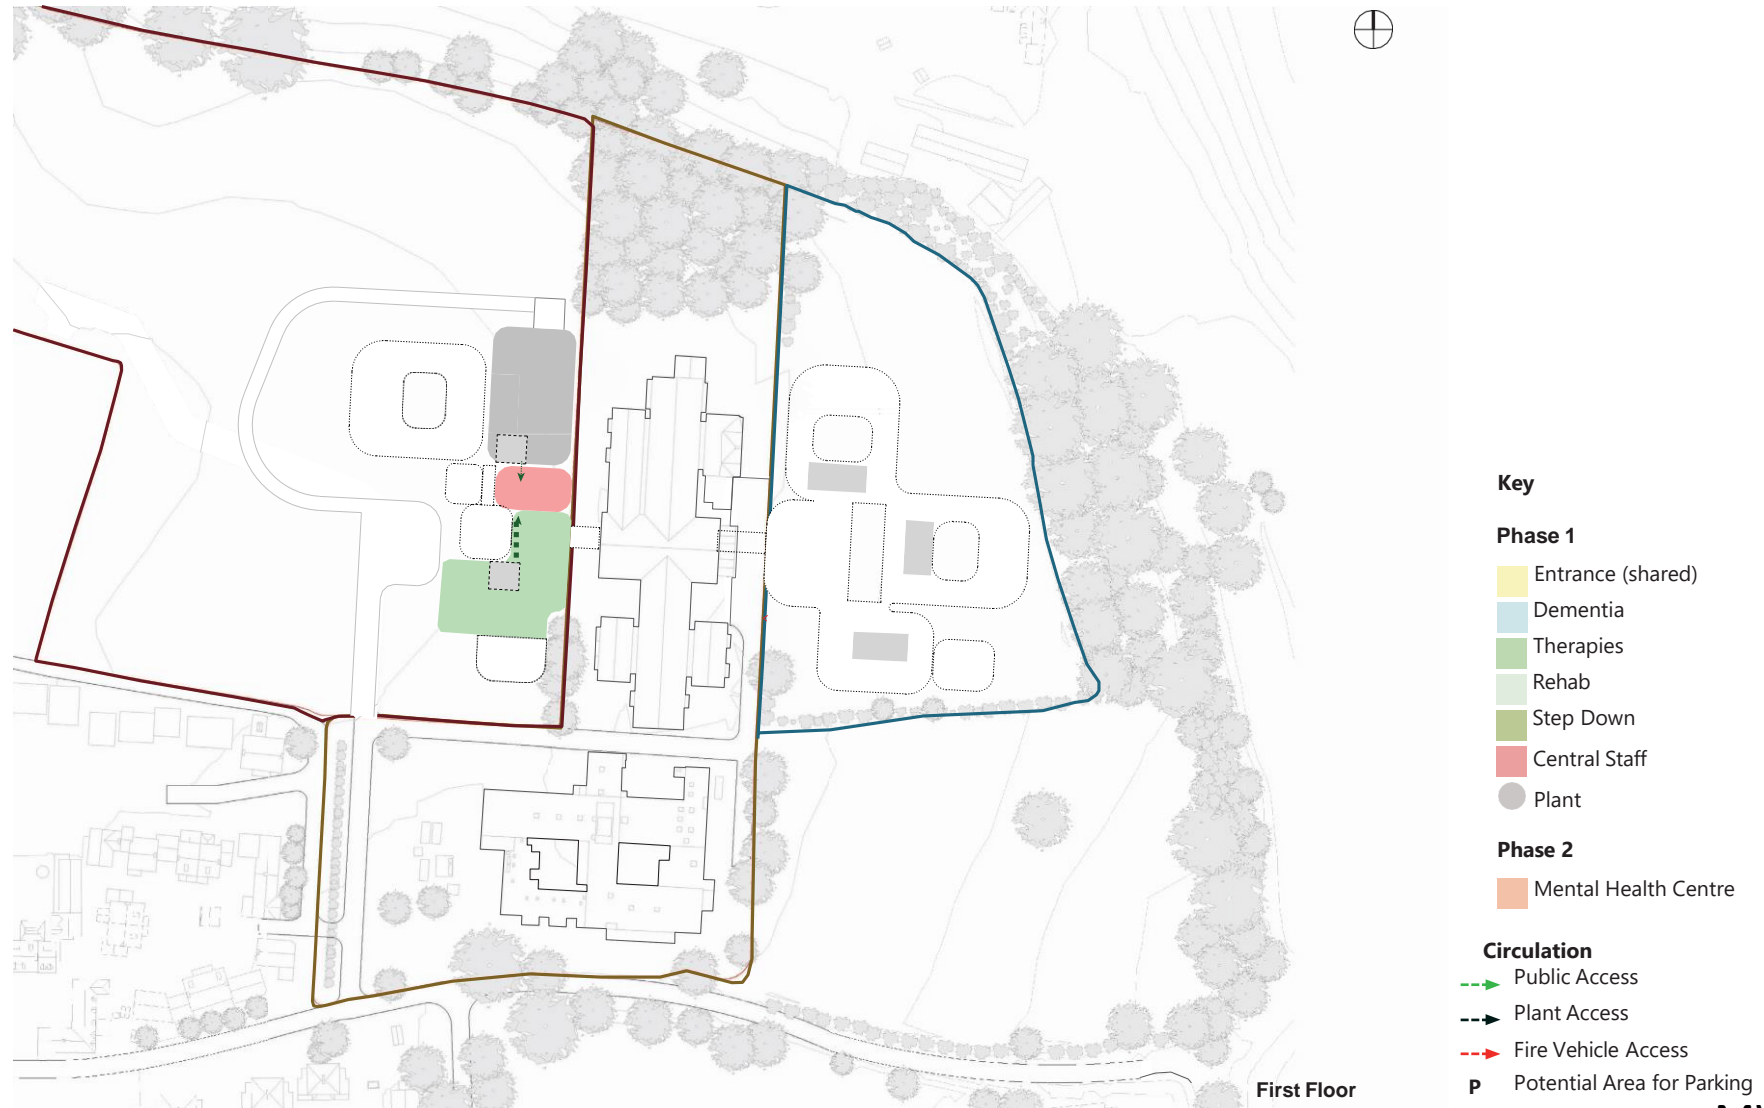 Key
Phase 1
Entrance (shared)
Dementia
Therapies
Rehab
Step Down
Central Staff
Plant
Phase 2
Mental Health Centre
Circulation
Public Access
Plant Access
Fire Vehicle Access
P Potential Area for Parking
First Floor